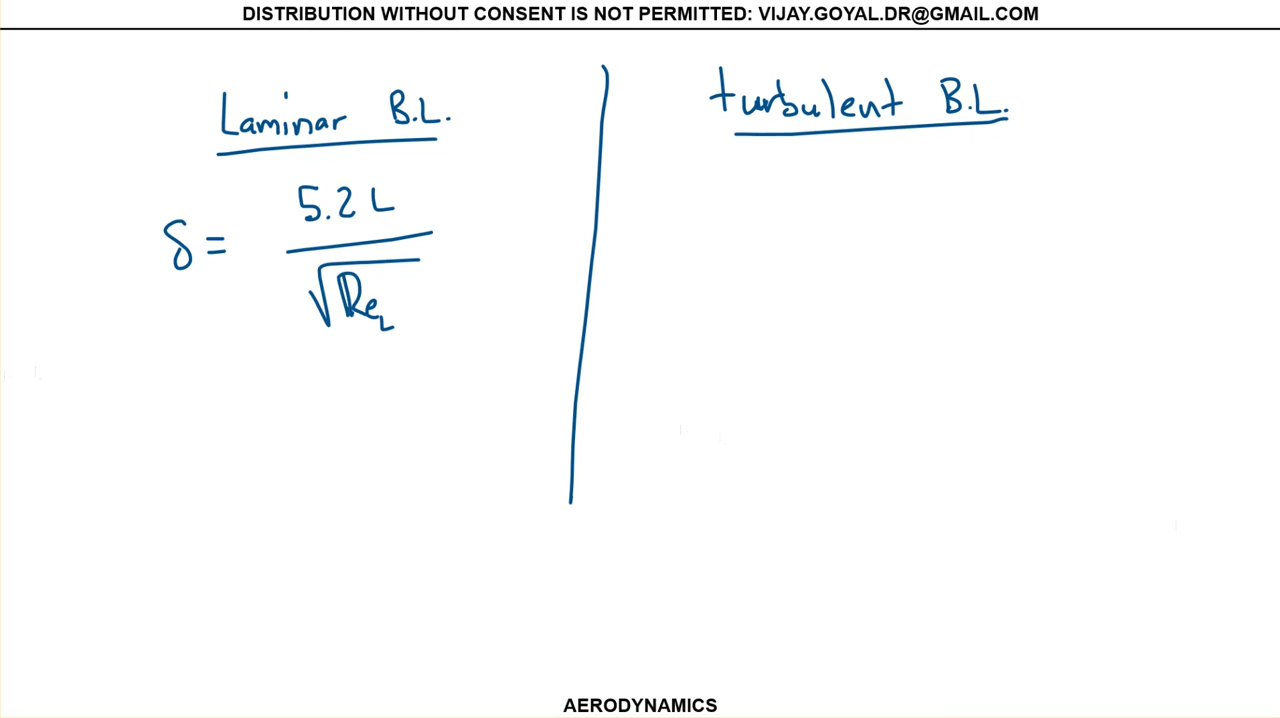 DISTRIBUTION WITHOUT CONSENT IS NOT PERMITTED: VIJAY.GOYAL.DR@GMAIL.COM
Laminar B.L.
δ = 5.2 L / √Re_L
turbulent B.L.
AERODYNAMICS